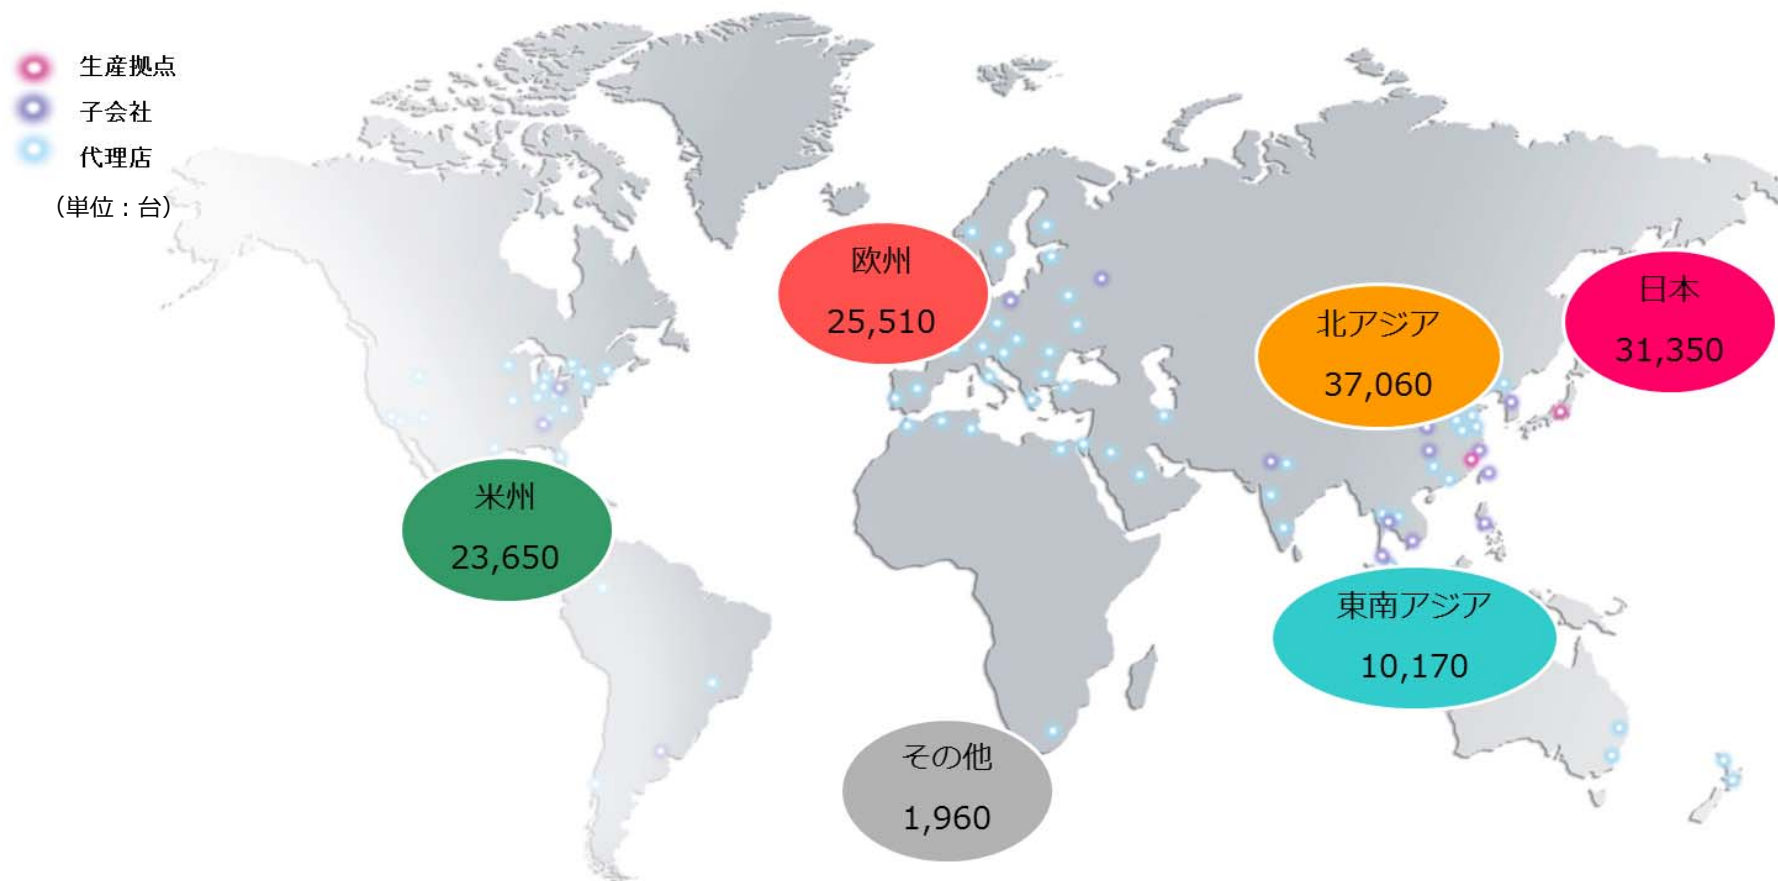 生産拠点
子会社
代理店
（単位：台）
欧州
25,510
北アジア
37,060
日本
31,350
米州
23,650
東南アジア
10,170
その他
1,960